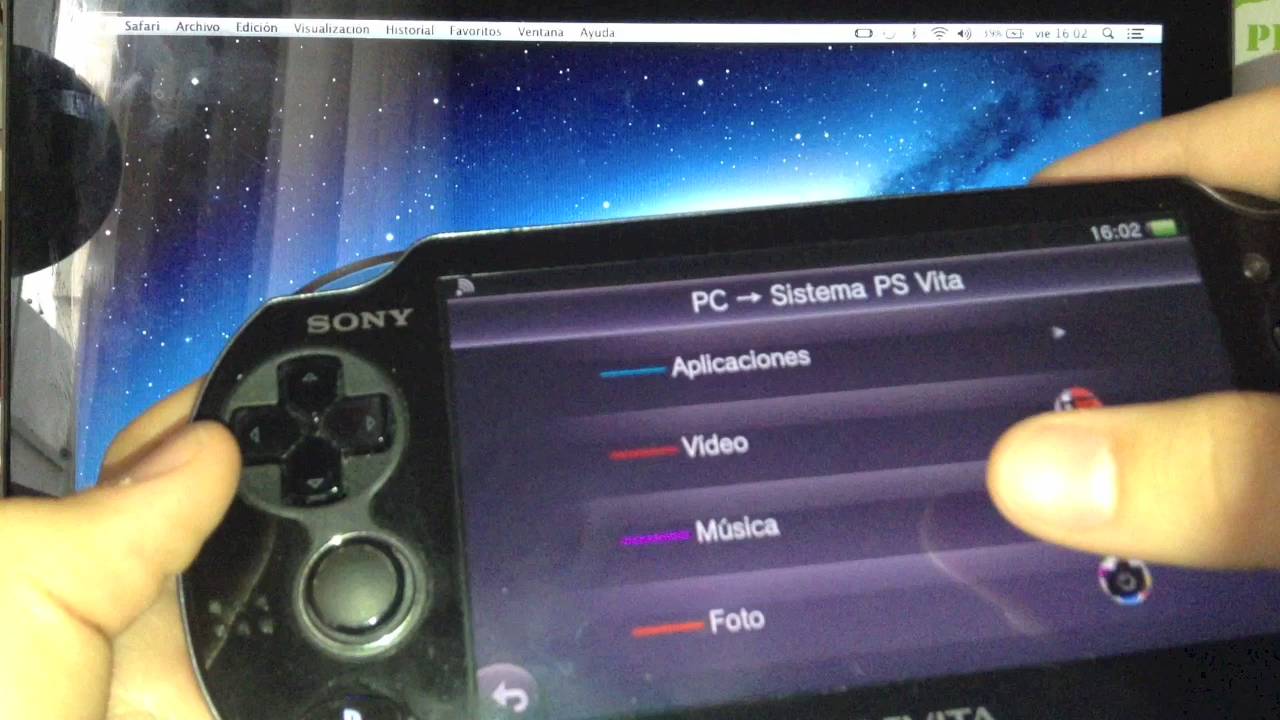 Safari Archivo Edición Visualización Historial Favoritos Ventana Ayuda
vie 16:02
16:02
SONY
PC → Sistema PS Vita
Aplicaciones
Vídeo
Música
Foto